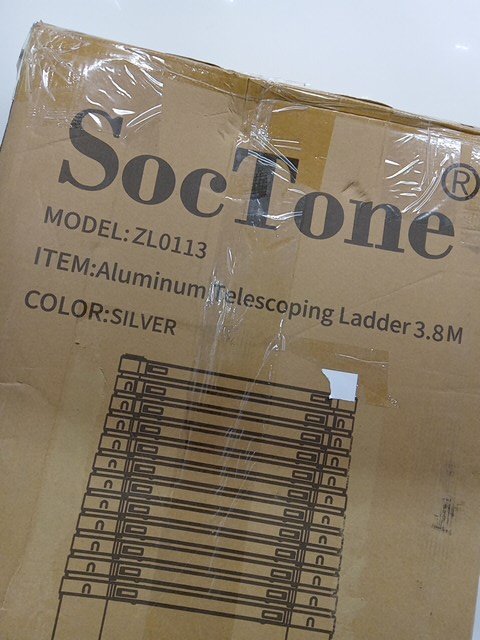 SocTone®
MODEL: ZL0113
ITEM:Aluminum Telescoping Ladder 3.8M
COLOR:SILVER